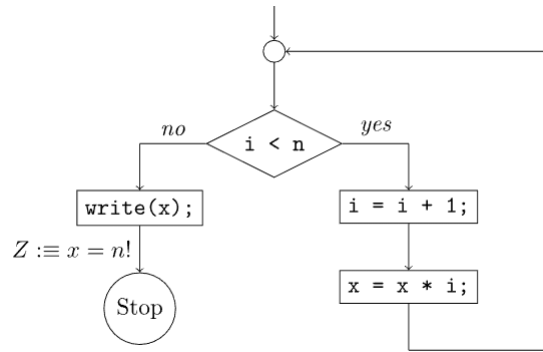 i < n
no
yes
write(x);
i = i + 1;
Z :≡ x = n!
x = x * i;
Stop